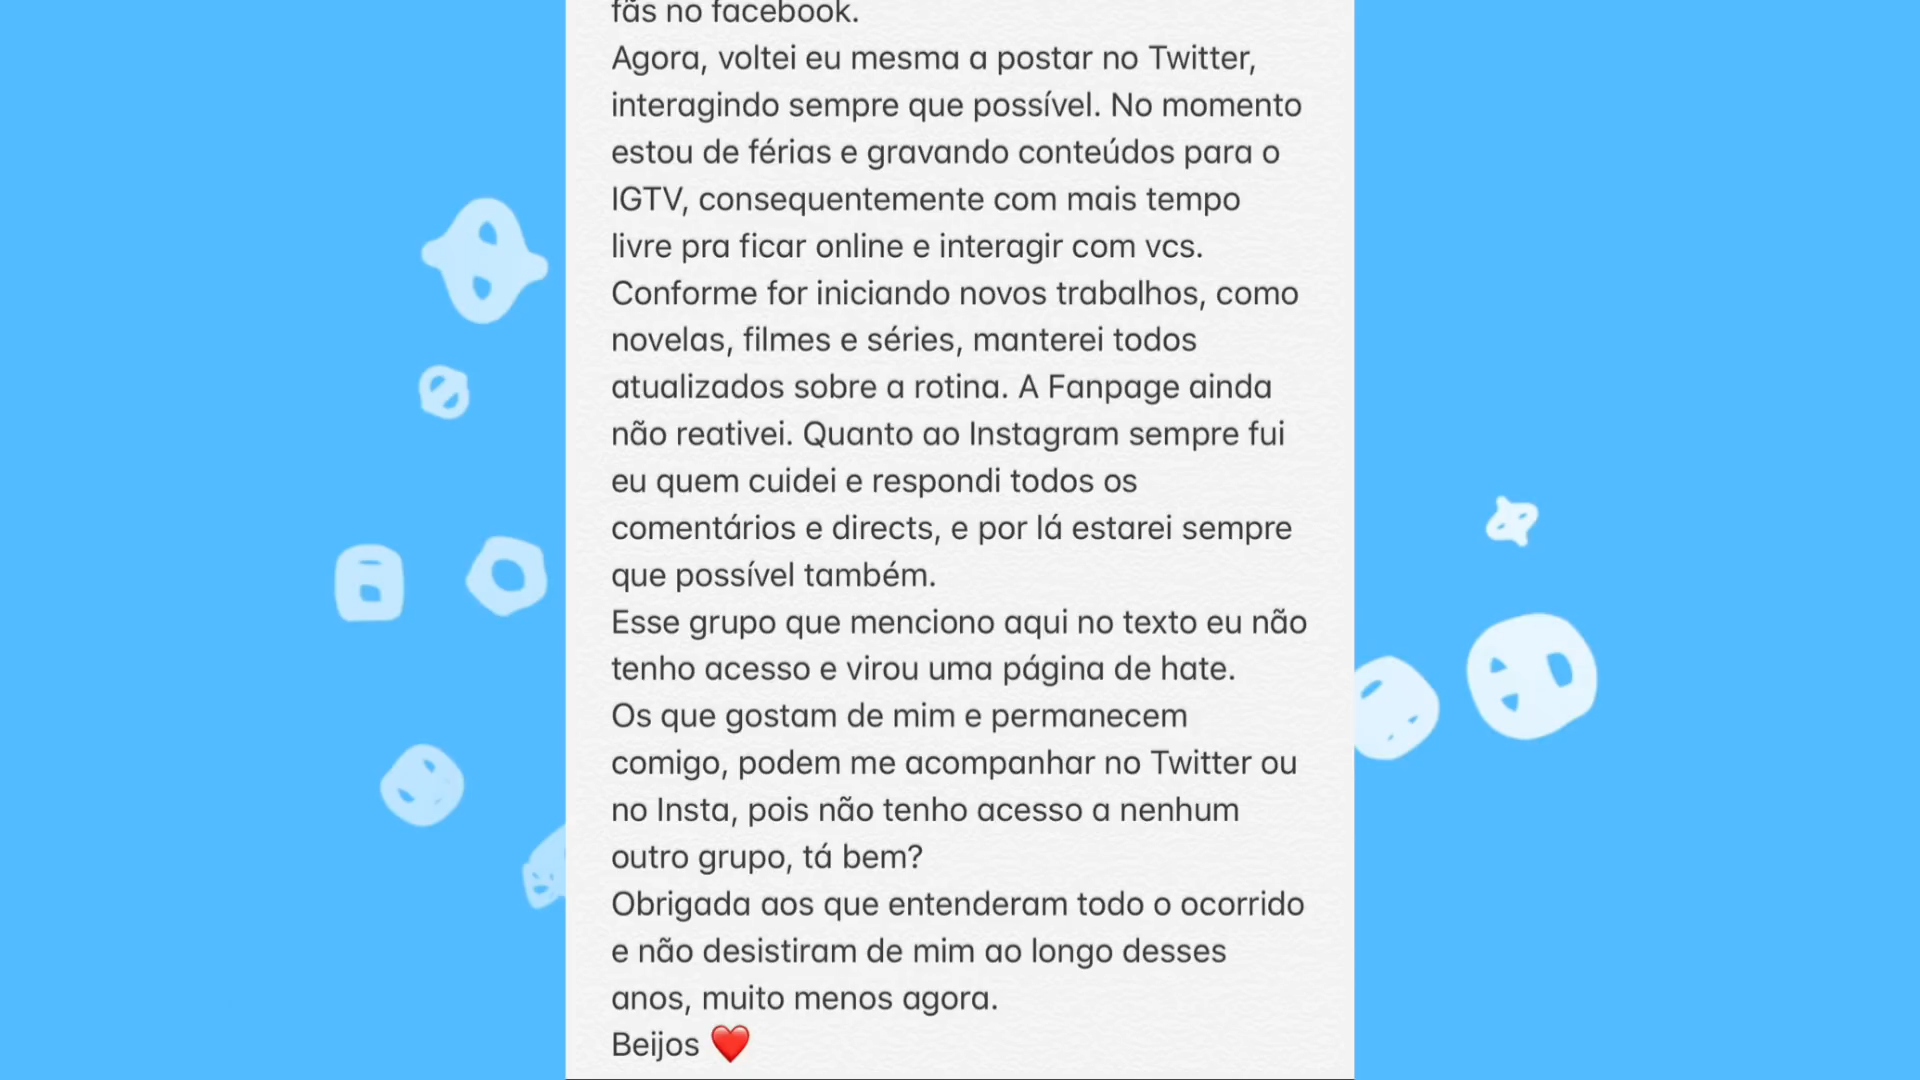 fãs no facebook.
Agora, voltei eu mesma a postar no Twitter,
interagindo sempre que possível. No momento
estou de férias e gravando conteúdos para o
IGTV, consequentemente com mais tempo
livre pra ficar online e interagir com vcs.
Conforme for iniciando novos trabalhos, como
novelas, filmes e séries, manterei todos
atualizados sobre a rotina. A Fanpage ainda
não reativei. Quanto ao Instagram sempre fui
eu quem cuidei e respondi todos os
comentários e directs, e por lá estarei sempre
que possível também.
Esse grupo que menciono aqui no texto eu não
tenho acesso e virou uma página de hate.
Os que gostam de mim e permanecem
comigo, podem me acompanhar no Twitter ou
no Insta, pois não tenho acesso a nenhum
outro grupo, tá bem?
Obrigada aos que entenderam todo o ocorrido
e não desistiram de mim ao longo desses
anos, muito menos agora.
Beijos ❤️